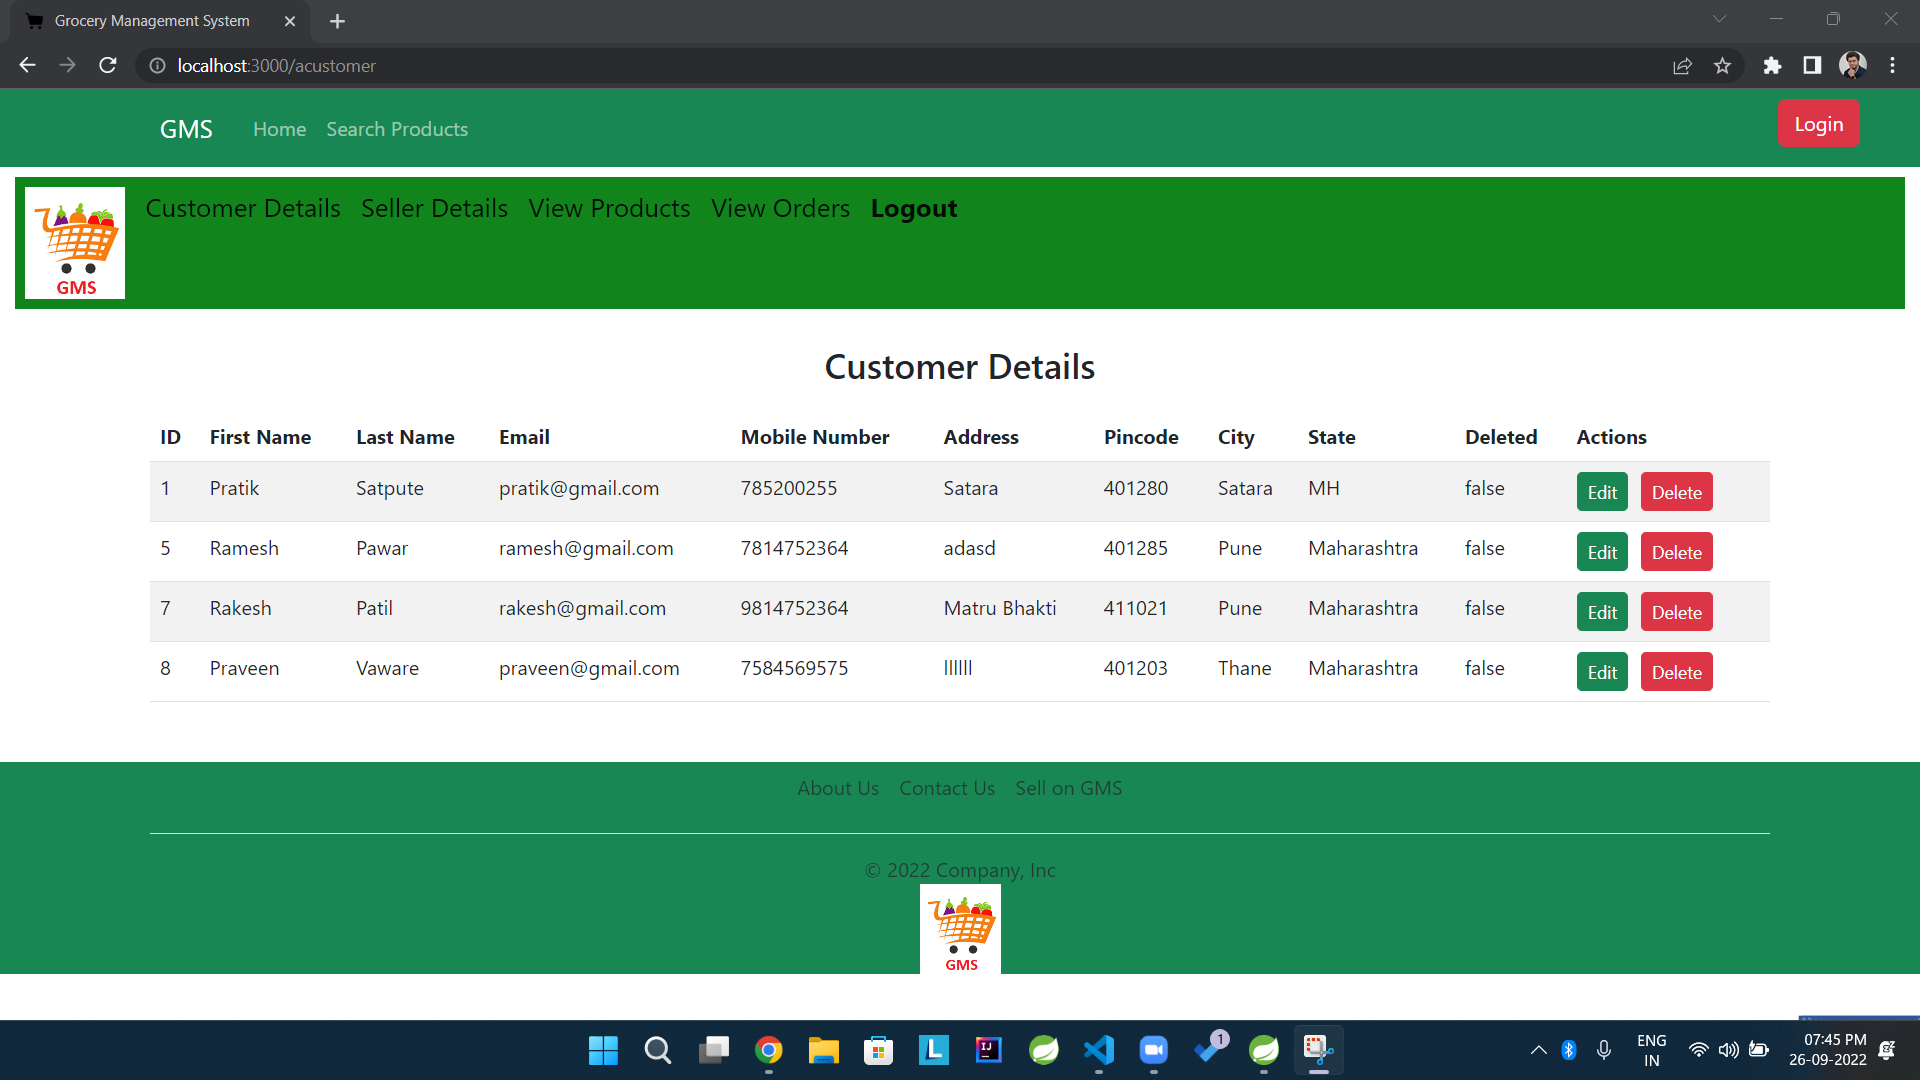 Grocery Management System
localhost:3000/acustomer
GMS Home Search Products Login
Customer Details Seller Details View Products View Orders Logout
GMS
Customer Details
ID First Name Last Name Email Mobile Number Address Pincode City State Deleted Actions
1 Pratik Satpute pratik@gmail.com 785200255 Satara 401280 Satara MH false Edit Delete
5 Ramesh Pawar ramesh@gmail.com 7814752364 adasd 401285 Pune Maharashtra false Edit Delete
7 Rakesh Patil rakesh@gmail.com 9814752364 Matru Bhakti 411021 Pune Maharashtra false Edit Delete
8 Praveen Vaware praveen@gmail.com 7584569575 llllll 401203 Thane Maharashtra false Edit Delete
About Us Contact Us Sell on GMS
© 2022 Company, Inc
GMS
L IJ 1
ENG 07:45 PM
IN 26-09-2022